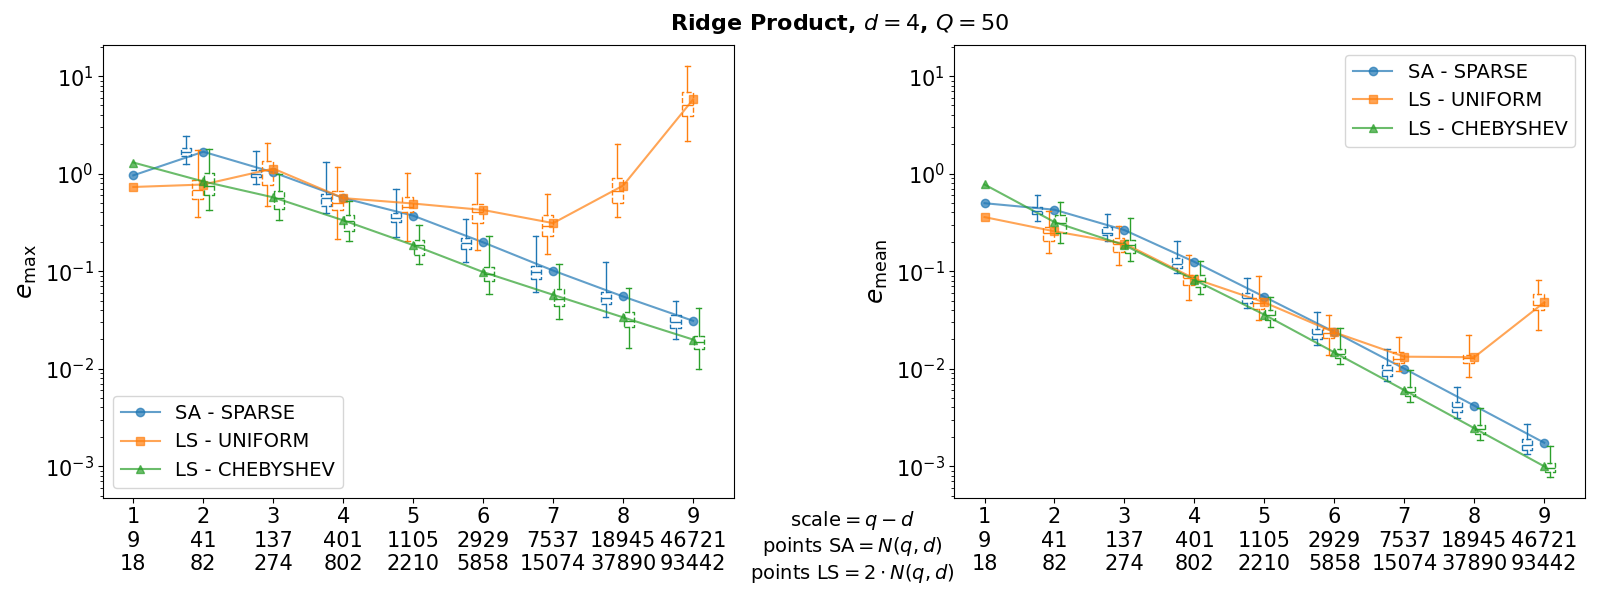 Ridge Product, d = 4, Q = 50
e_max
10^1
10^0
10^-1
10^-2
10^-3
SA - SPARSE
LS - UNIFORM
LS - CHEBYSHEV
1 2 3 4 5 6 7 8 9
9 41 137 401 1105 2929 7537 18945 46721
18 82 274 802 2210 5858 15074 37890 93442
scale = q − d
points SA = N(q, d)
points LS = 2 · N(q, d)
e_mean
10^1
10^0
10^-1
10^-2
10^-3
SA - SPARSE
LS - UNIFORM
LS - CHEBYSHEV
1 2 3 4 5 6 7 8 9
9 41 137 401 1105 2929 7537 18945 46721
18 82 274 802 2210 5858 15074 37890 93442